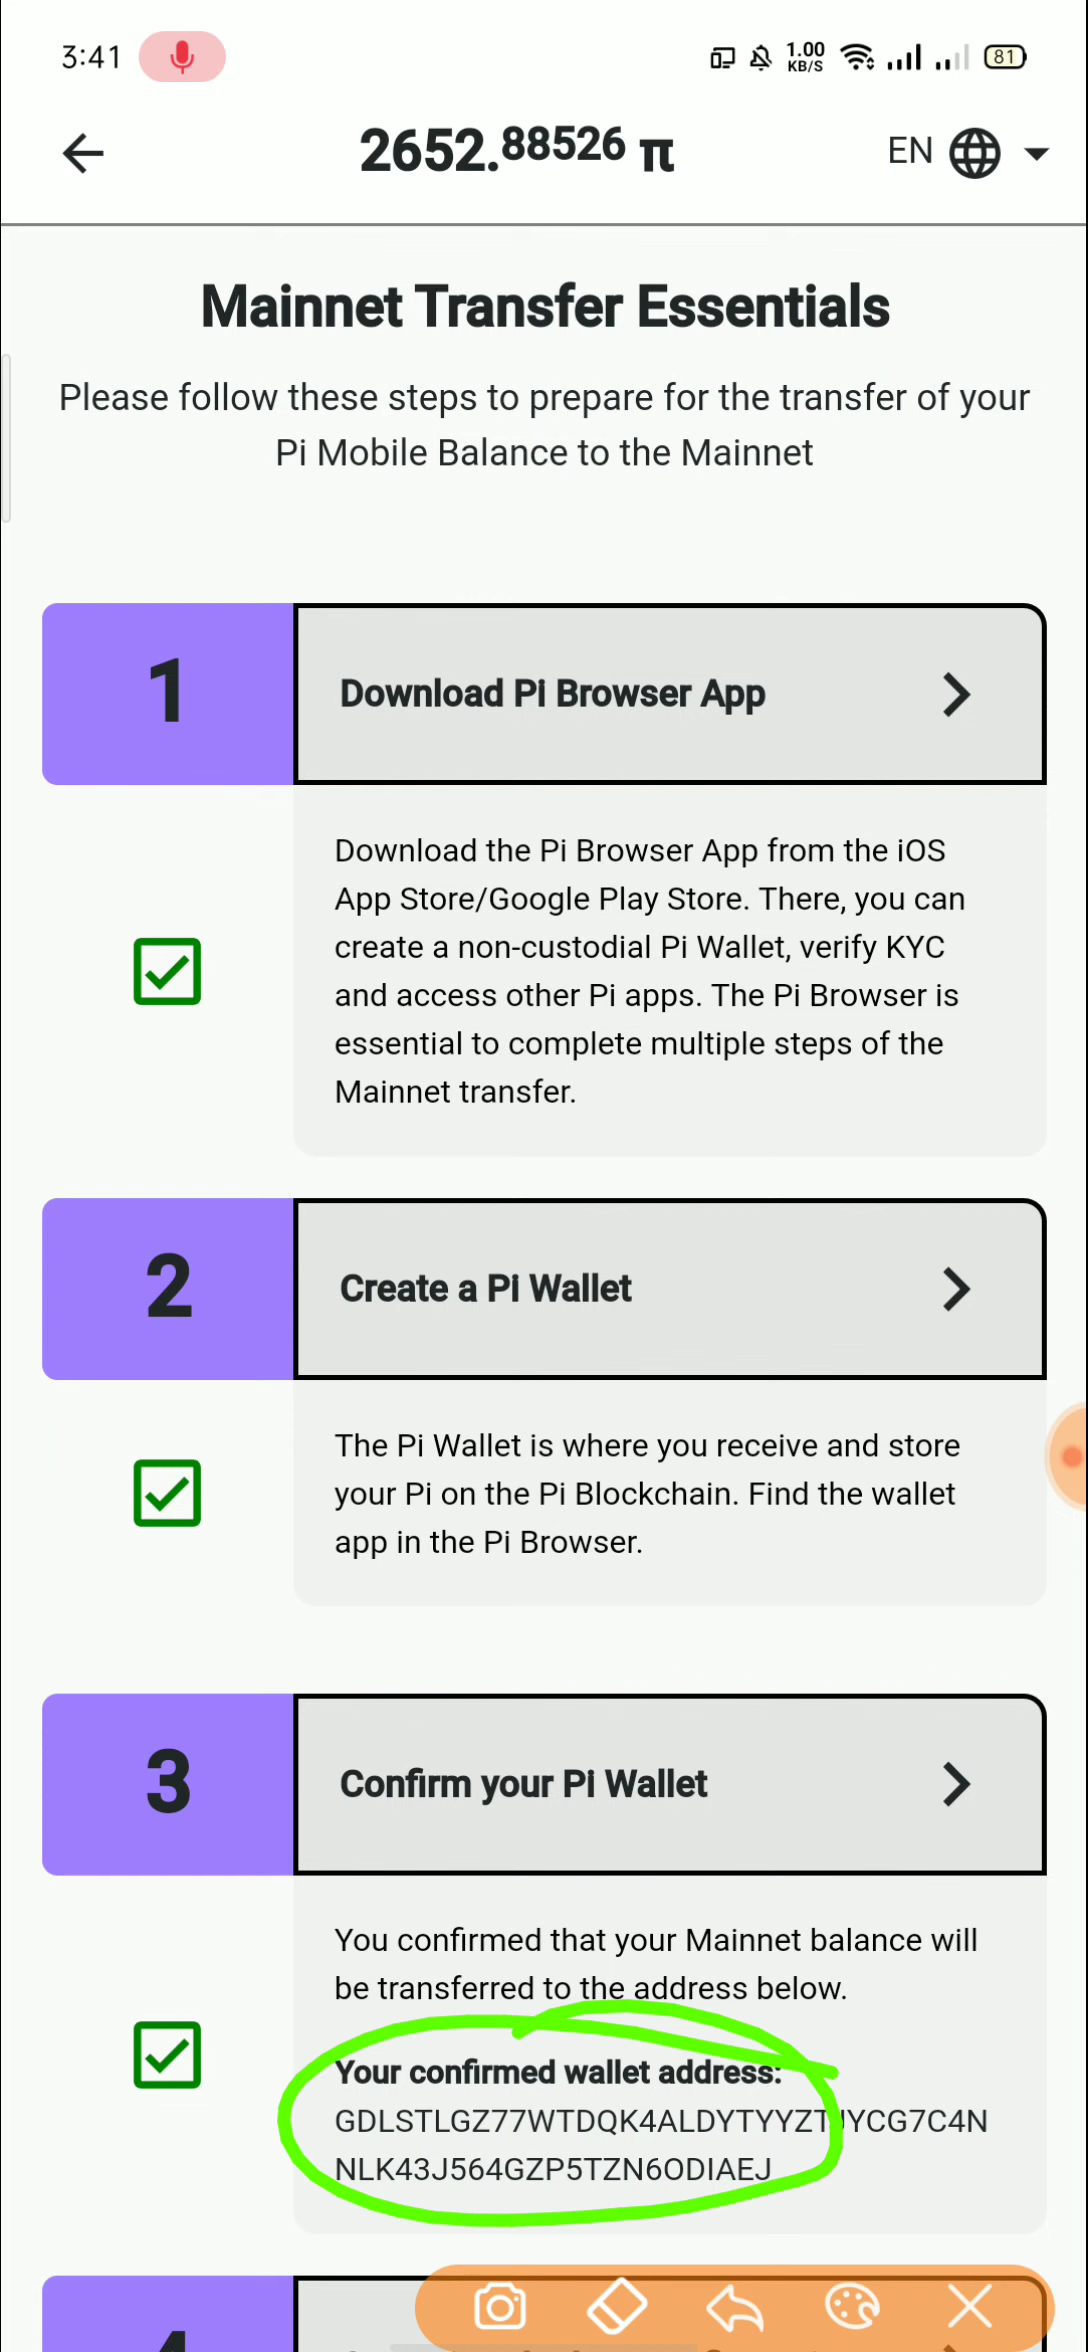 3:41
1.00
KB/S
81
2652.88526 π
EN
Mainnet Transfer Essentials
Please follow these steps to prepare for the transfer of your
Pi Mobile Balance to the Mainnet
1
Download Pi Browser App
Download the Pi Browser App from the iOS
App Store/Google Play Store. There, you can
create a non-custodial Pi Wallet, verify KYC
and access other Pi apps. The Pi Browser is
essential to complete multiple steps of the
Mainnet transfer.
2
Create a Pi Wallet
The Pi Wallet is where you receive and store
your Pi on the Pi Blockchain. Find the wallet
app in the Pi Browser.
3
Confirm your Pi Wallet
You confirmed that your Mainnet balance will
be transferred to the address below.
Your confirmed wallet address:
NLK43J564GZP5TZN6ODIAEJ
4